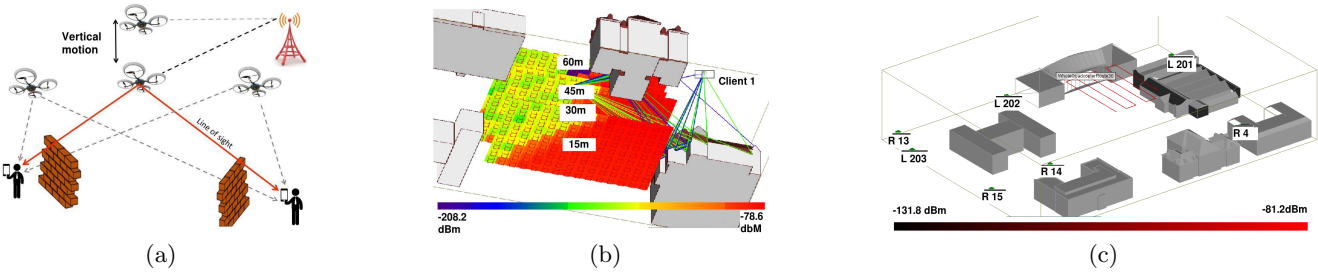 Vertical
motion
Line of sight
(a)
60m
45m
30m
15m
Client 1
-208.2
dBm
-78.6
dbM
(b)
L 201
L 202
R 13
L 203
R 4
R 14
R 15
-131.8 dBm
-81.2dBm
(c)